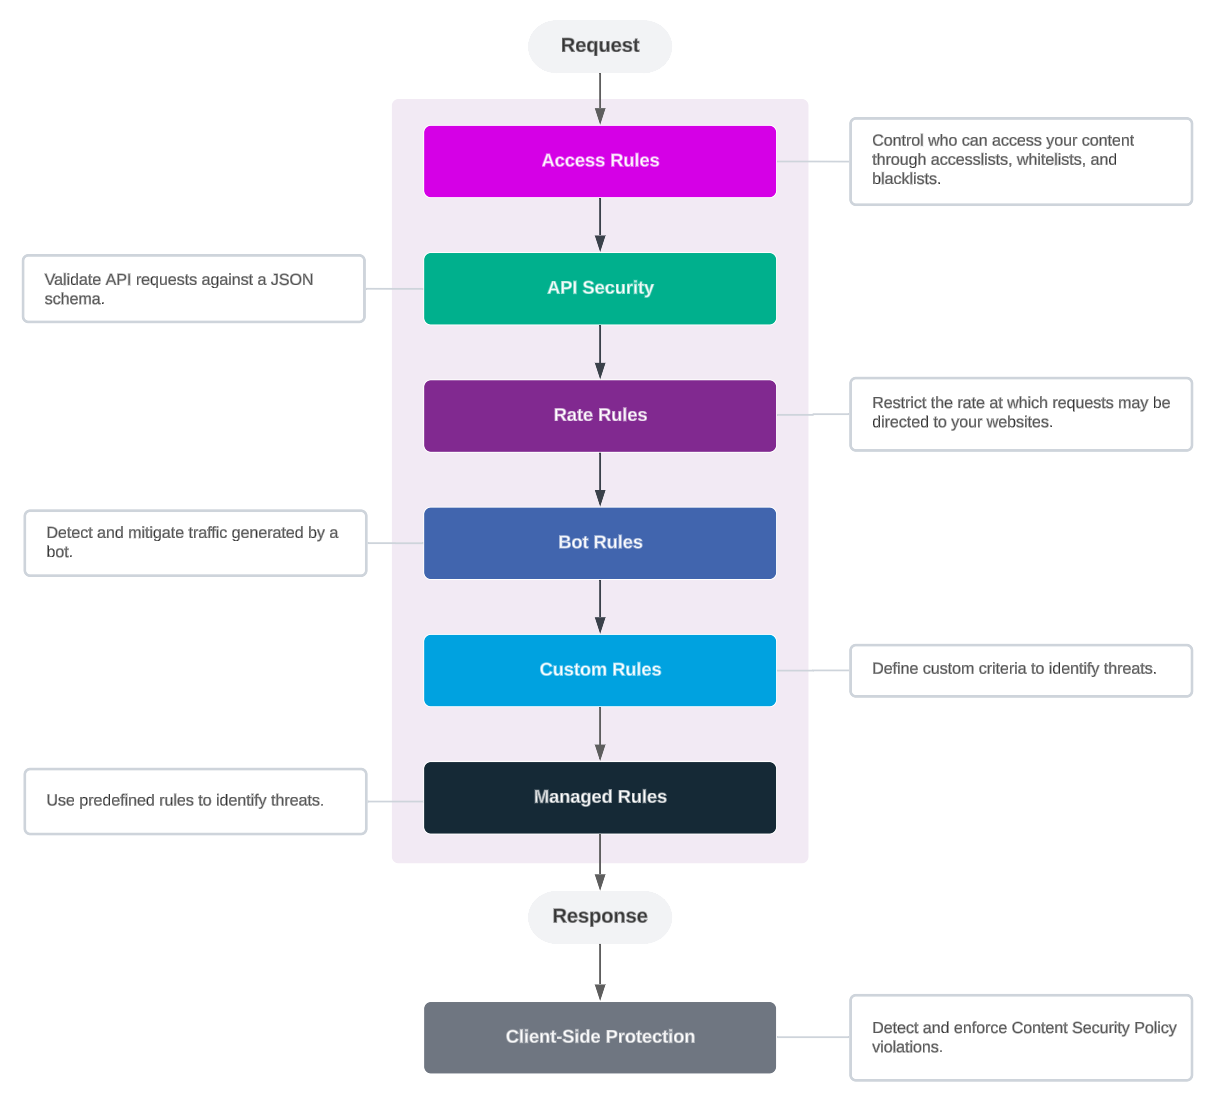 Request
Access Rules
Control who can access your content
through accesslists, whitelists, and
blacklists.
Validate API requests against a JSON
schema.
API Security
Rate Rules
Restrict the rate at which requests may be
directed to your websites.
Detect and mitigate traffic generated by a
bot.
Bot Rules
Custom Rules
Define custom criteria to identify threats.
Use predefined rules to identify threats.
Managed Rules
Response
Client-Side Protection
Detect and enforce Content Security Policy
violations.